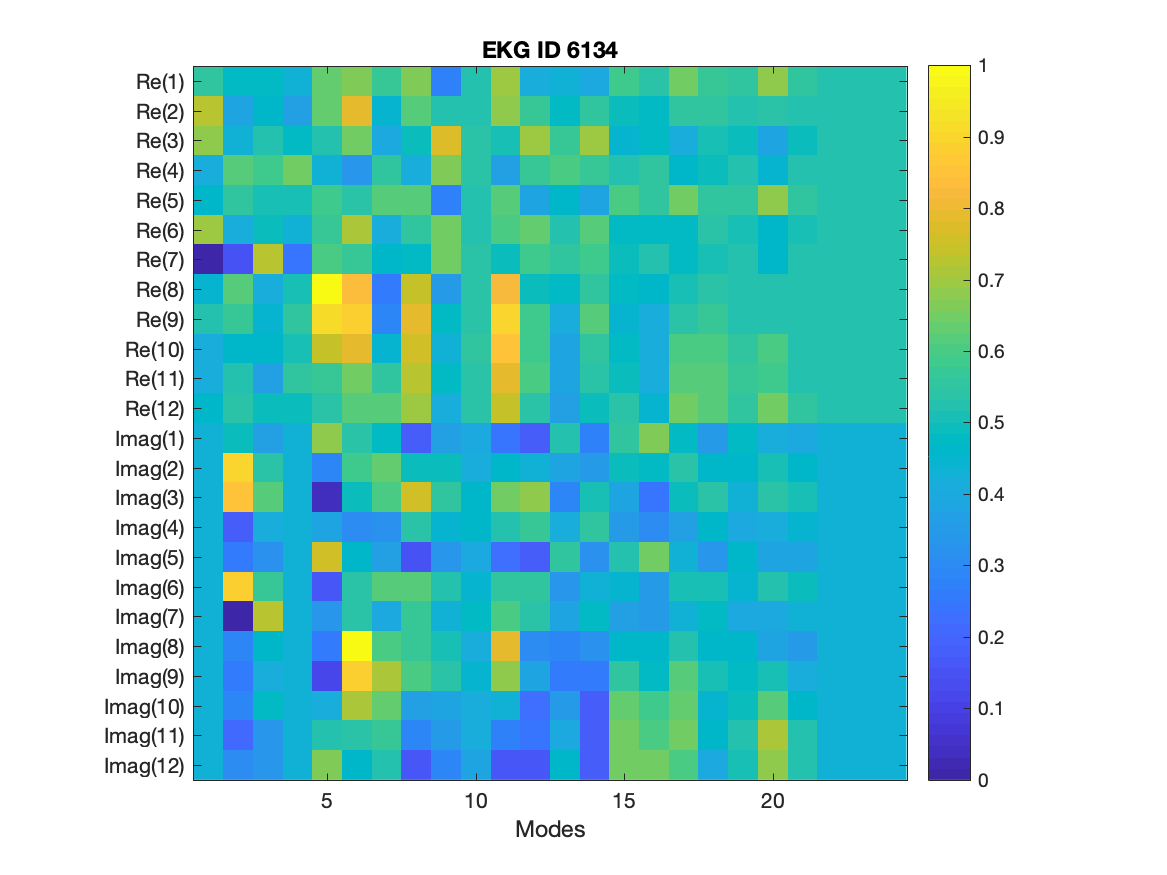 EKG ID 6134
Re(1)
Re(2)
Re(3)
Re(4)
Re(5)
Re(6)
Re(7)
Re(8)
Re(9)
Re(10)
Re(11)
Re(12)
Imag(1)
Imag(2)
Imag(3)
Imag(4)
Imag(5)
Imag(6)
Imag(7)
Imag(8)
Imag(9)
Imag(10)
Imag(11)
Imag(12)
5 10 15 20
Modes
1
0.9
0.8
0.7
0.6
0.5
0.4
0.3
0.2
0.1
0